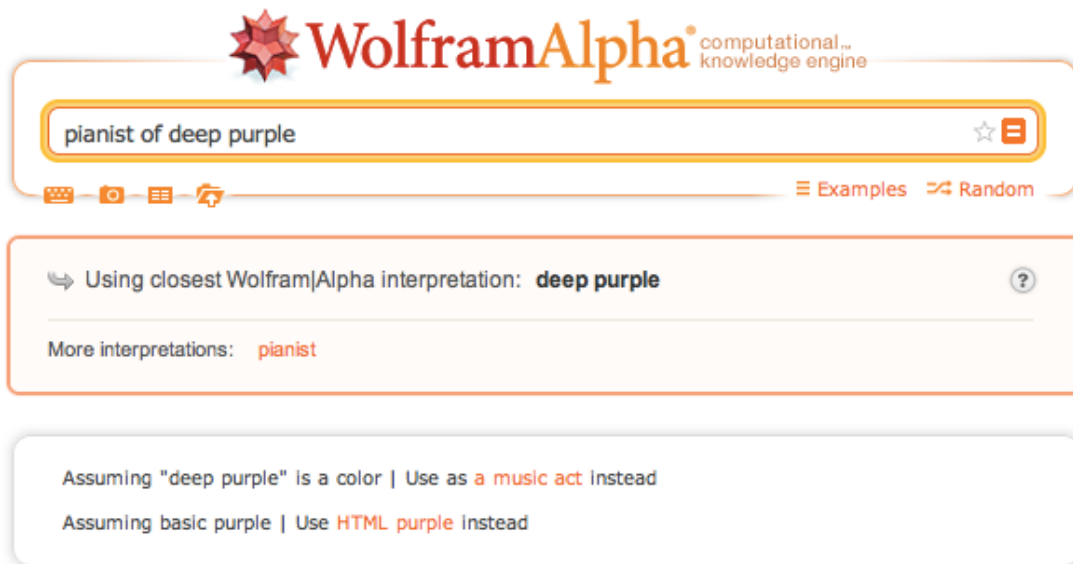 WolframAlpha computational... knowledge engine
pianist of deep purple
Examples Random
Using closest Wolfram|Alpha interpretation: deep purple ?
More interpretations: pianist
Assuming "deep purple" is a color | Use as a music act instead
Assuming basic purple | Use HTML purple instead